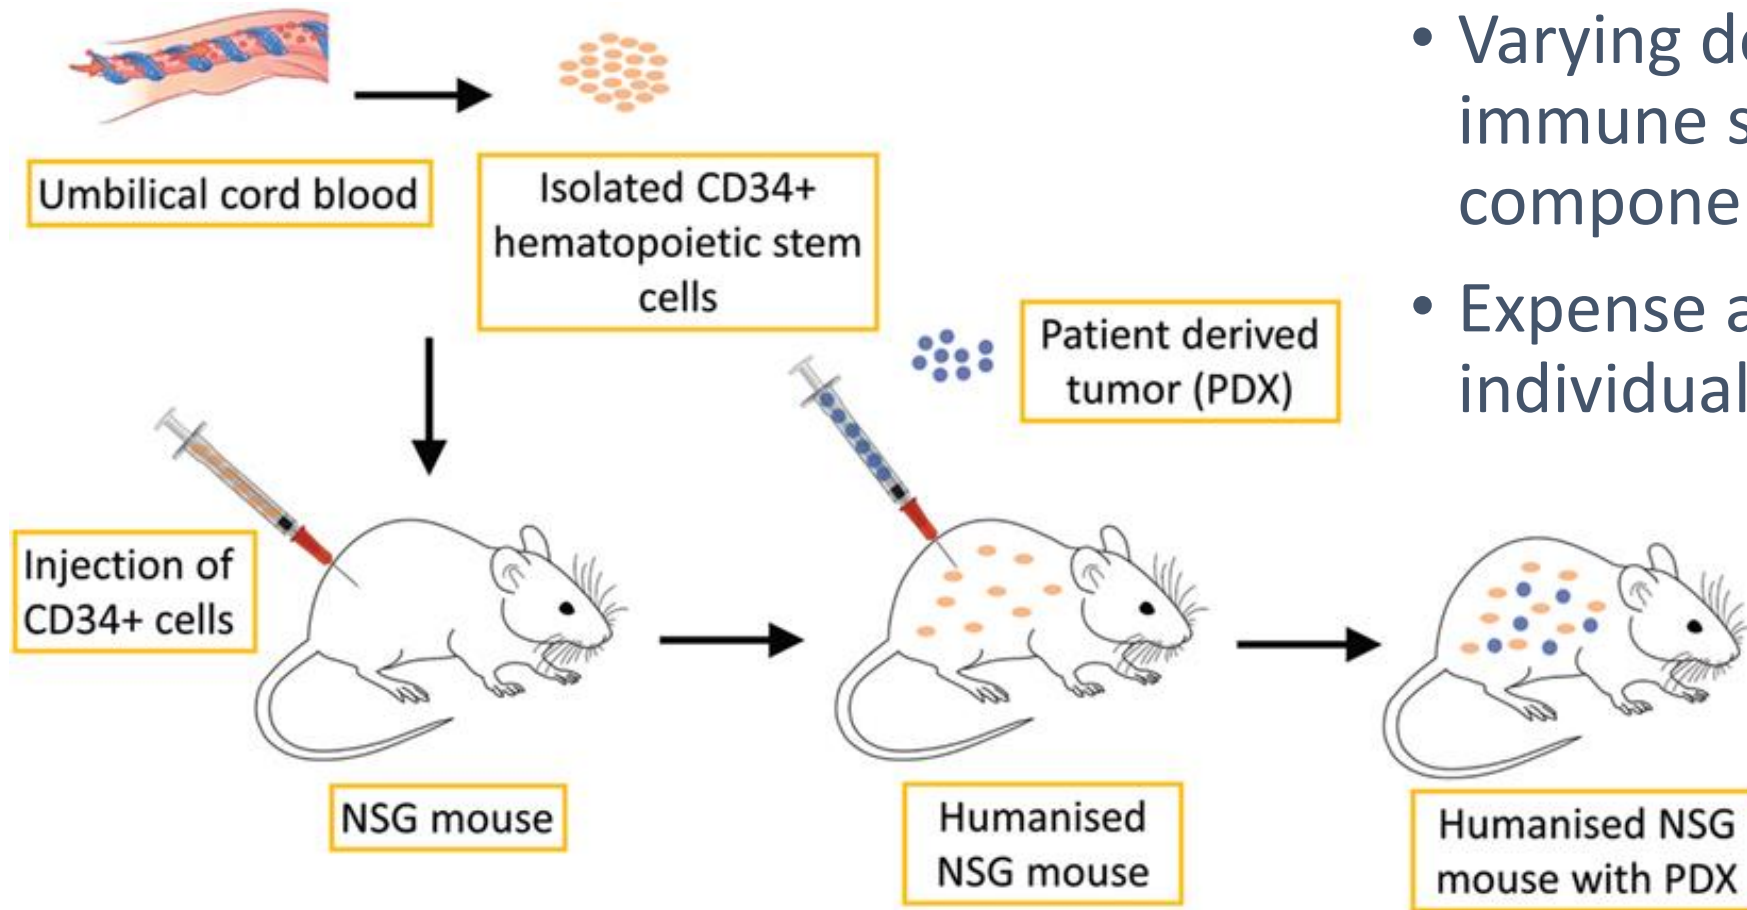 Umbilical cord blood
Isolated CD34+
hematopoietic stem
cells
Patient derived
tumor (PDX)
Injection of
CD34+ cells
NSG mouse
Humanised
NSG mouse
Humanised NSG
mouse with PDX
• Varying
immune
• Expense
individual